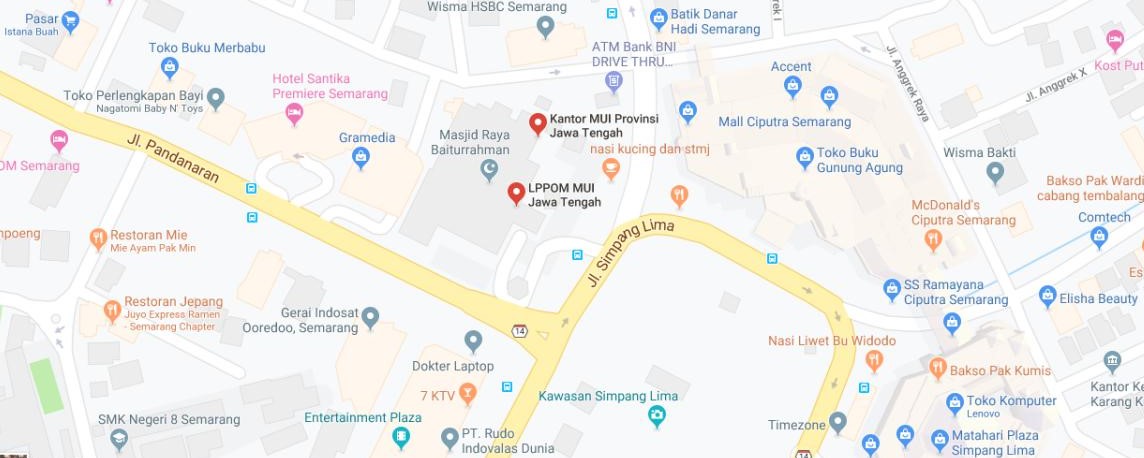 Wisma HSBC Semarang
Pasar
Istana Buah
Batik Danar
Hadi Semarang
Toko Buku Merbabu
ATM Bank BNI
DRIVE THRU...
Jl. Anggrek Raya
Kost Put
Accent
Toko Perlengkapan Bayi
Nagatomi Baby N' Toys
Hotel Santika
Premiere Semarang
Jl. Anggrek X
Kantor MUI Provinsi
Jawa Tengah
Mall Ciputra Semarang
Masjid Raya
Baiturrahman
Gramedia
nasi kucing dan stmj
Toko Buku
Gunung Agung
Wisma Bakti
Jl. Pandanaran
OM Semarang
LPPOM MUI
Jawa Tengah
Bakso Pak Wardi
cabang tembalang
McDonald's
Ciputra Semarang
Comtech
mpoeng
Restoran Mie
Mie Ayam Pak Min
Jl. Simpang Lima
Es
SS Ramayana
Ciputra Semarang
Elisha Beauty
Restoran Jepang
Juyo Express Ramen
- Semarang Chapter
Gerai Indosat
Ooredoo, Semarang
14
Nasi Liwet Bu Widodo
Dokter Laptop
Bakso Pak Kumis
7 KTV
Kawasan Simpang Lima
Kantor Ke
Karang K
Toko Komputer
Lenovo
SMK Negeri 8 Semarang
Entertainment Plaza
PT. Rudo
Indovalas Dunia
Timezone
Matahari Plaza
Simpang Lima
14